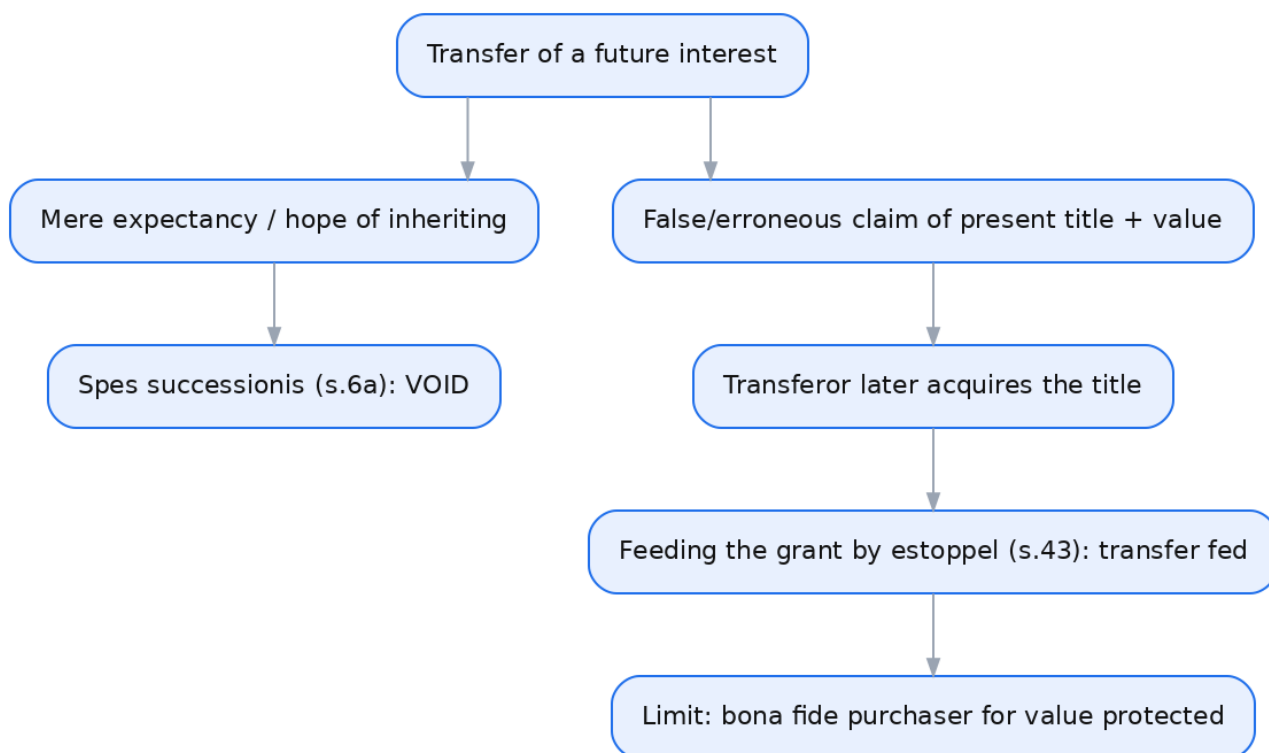 Transfer of a future interest
Mere expectancy / hope of inheriting
False/erroneous claim of present title + value
Spes successionis (s.6a): VOID
Transferor later acquires the title
Feeding the grant by estoppel (s.43): transfer fed
Limit: bona fide purchaser for value protected